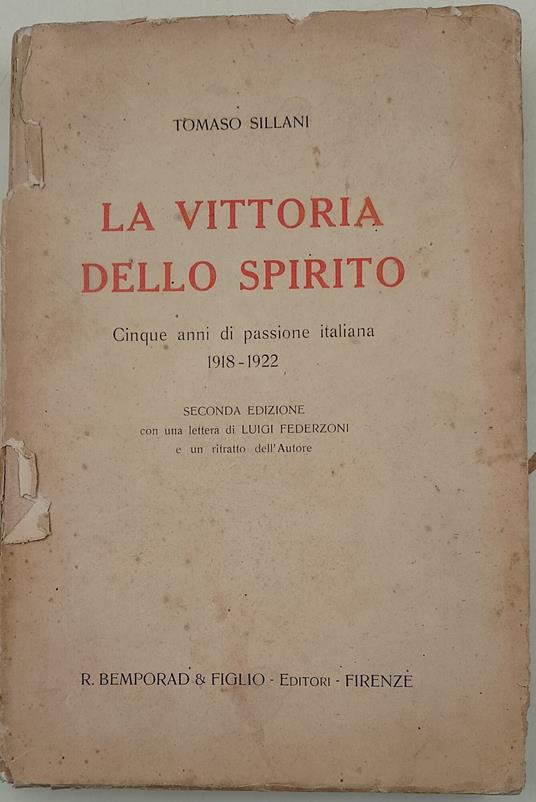 TOMASO SILLANI
LA VITTORIA
DELLO SPIRITO
Cinque anni di passione italiana
1918-1922
SECONDA EDIZIONE
con una lettera di LUIGI FEDERZONI
e un ritratto dell'Autore
R. BEMPORAD & FIGLIO - EDITORI - FIRENZE